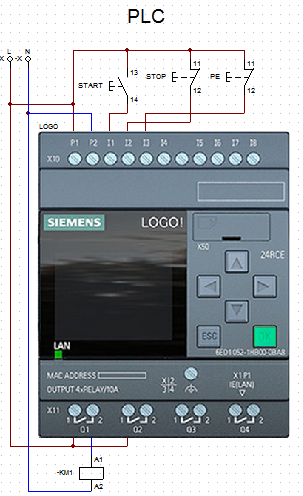 PLC
L N
-X -X
START 13 14
STOP 11 12
PE 11 12
LOGO
P1 P2 I1 I2 I3 I4 I5 I6 I7 I8
X10
SIEMENS LOGO!
X50
24RCE
ESC OK
LAN
6ED1052-1HB00-0BA8
MAC ADDRESS
OUTPUT 4xRELAY/10A
X 1 2
3 4
X1 P1
IE(LAN)
X11 1 2 1 2 1 2 1 2
Q1 Q2 Q3 Q4
A1
-KM1
A2